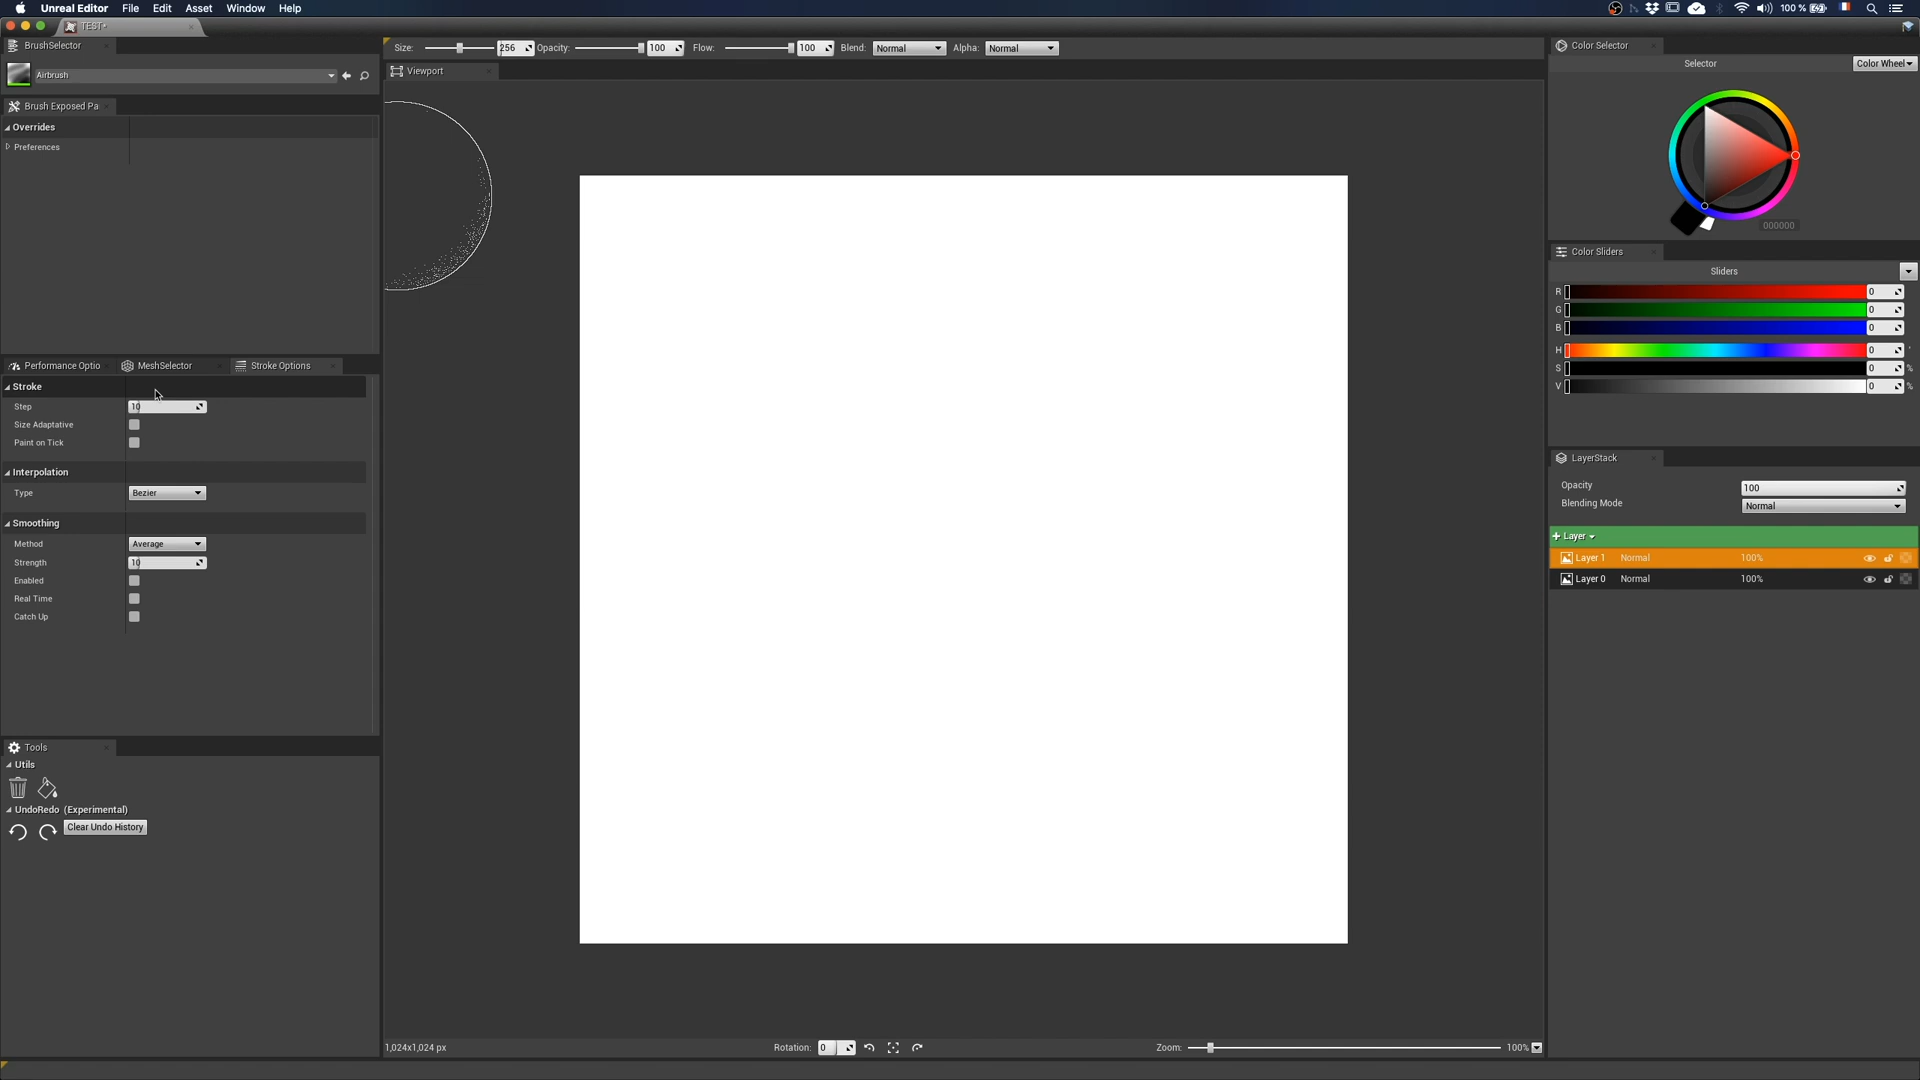 Unreal Editor File Edit Asset Window Help 100 %
TEST•
BrushSelector
Airbrush
Brush Exposed Pa
Overrides
Preferences
Performance Optio MeshSelector Stroke Options
Stroke
Step 10
Size Adaptative
Paint on Tick
Interpolation
Type Bezier
Smoothing
Method Average
Strength 10
Enabled
Real Time
Catch Up
Tools
Utils
UndoRedo (Experimental)
Clear Undo History
Size: 256 Opacity: 100 Flow: 100 Blend: Normal Alpha: Normal
Viewport
1,024x1,024 px Rotation: 0 Zoom: 100%
Color Selector
Selector Color Wheel
000000
Color Sliders
Sliders
R 0
G 0
B 0
H 0 °
S 0 %
V 0 %
LayerStack
Opacity 100
Blending Mode Normal
+ Layer
Layer 1 Normal 100%
Layer 0 Normal 100%